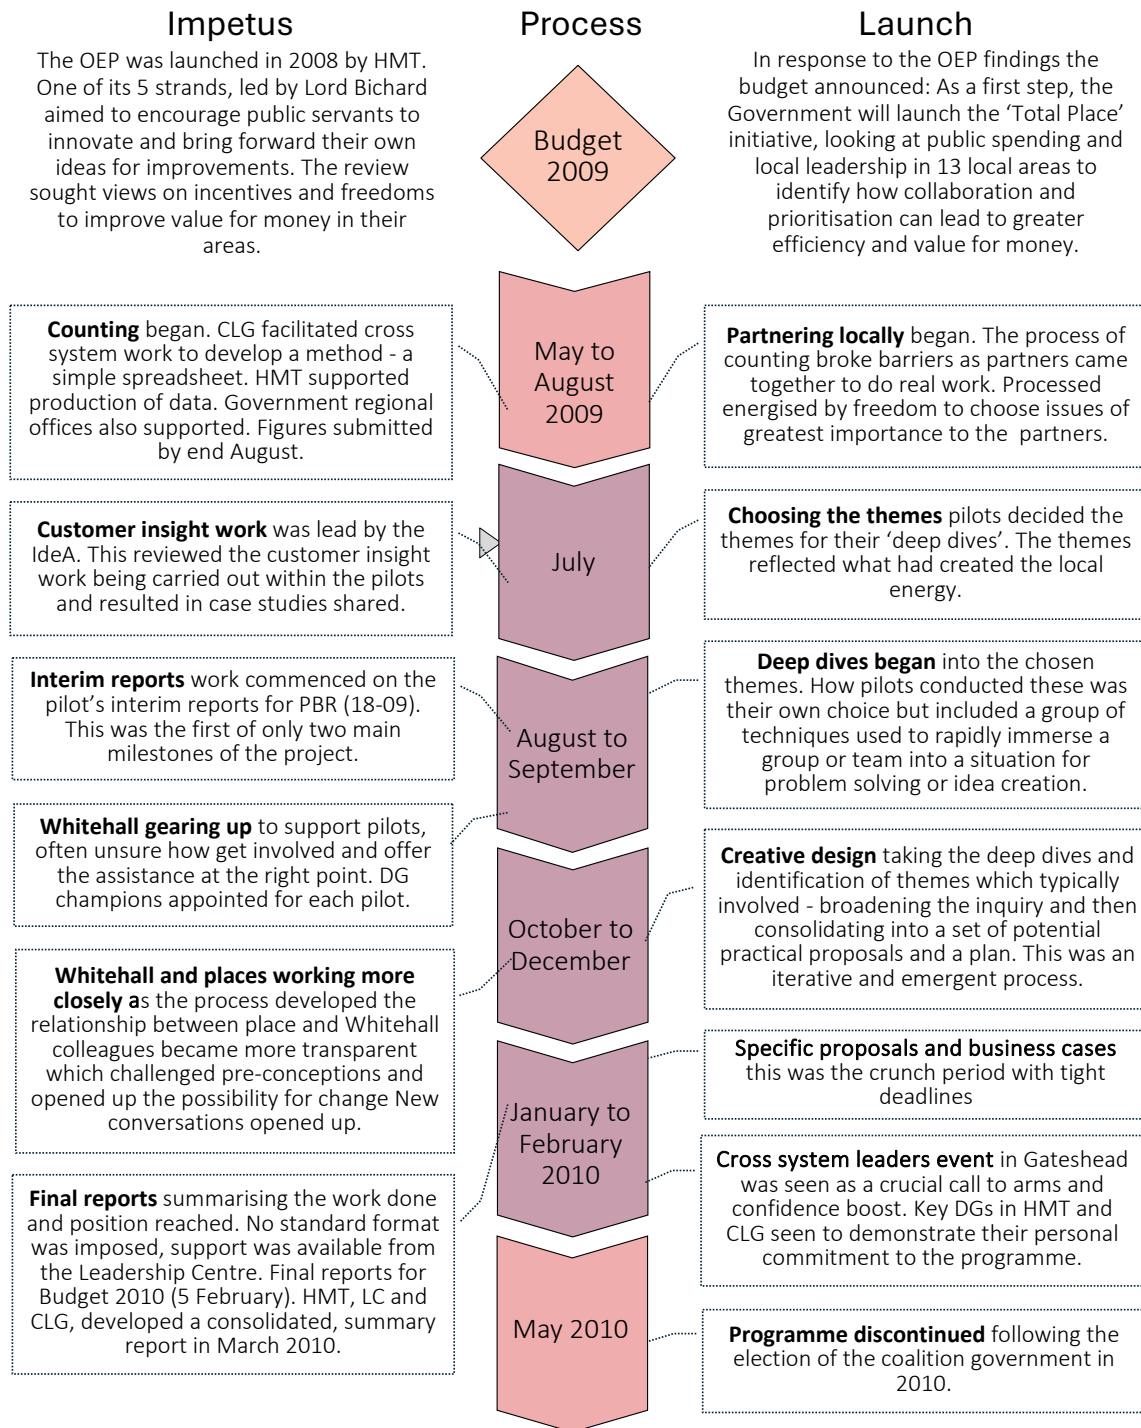 Impetus
The OEP was launched in 2008 by HMT.
One of its 5 strands, led by Lord Bichard
aimed to encourage public servants to
innovate and bring forward their own
ideas for improvements. The review
sought views on incentives and freedoms
to improve value for money in their
areas.
Process
Budget
2009
Launch
In response to the OEP findings the
budget announced: As a first step, the
Government will launch the ‘Total Place’
initiative, looking at public spending and
local leadership in 13 local areas to
identify how collaboration and
prioritisation can lead to greater
efficiency and value for money.
Counting began. CLG facilitated cross
system work to develop a method - a
simple spreadsheet. HMT supported
production of data. Government regional
offices also supported. Figures submitted
by end August.
May to
August
2009
Partnering locally began. The process of
counting broke barriers as partners came
together to do real work. Processed
energised by freedom to choose issues of
greatest importance to the partners.
Customer insight work was lead by the
IdeA. This reviewed the customer insight
work being carried out within the pilots
and resulted in case studies shared.
July
Choosing the themes pilots decided the
themes for their ‘deep dives’. The themes
reflected what had created the local
energy.
Interim reports work commenced on the
pilot’s interim reports for PBR (18-09).
This was the first of only two main
milestones of the project.
August to
September
Deep dives began into the chosen
themes. How pilots conducted these was
their own choice but included a group of
techniques used to rapidly immerse a
group or team into a situation for
problem solving or idea creation.
Whitehall gearing up to support pilots,
often unsure how get involved and offer
the assistance at the right point. DG
champions appointed for each pilot.
October to
December
Creative design taking the deep dives and
identification of themes which typically
involved - broadening the inquiry and then
consolidating into a set of potential
practical proposals and a plan. This was an
iterative and emergent process.
Whitehall and places working more
closely as the process developed the
relationship between place and Whitehall
colleagues became more transparent
which challenged pre-conceptions and
opened up the possibility for change New
conversations opened up.
January to
February
2010
Specific proposals and business cases
this was the crunch period with tight
deadlines
Cross system leaders event in Gateshead
was seen as a crucial call to arms and
confidence boost. Key DGs in HMT and
CLG seen to demonstrate their personal
commitment to the programme.
Final reports summarising the work done
and position reached. No standard format
was imposed, support was available from
the Leadership Centre. Final reports for
Budget 2010 (5 February). HMT, LC and
CLG, developed a consolidated, summary
report in March 2010.
May 2010
Programme discontinued following the
election of the coalition government in
2010.